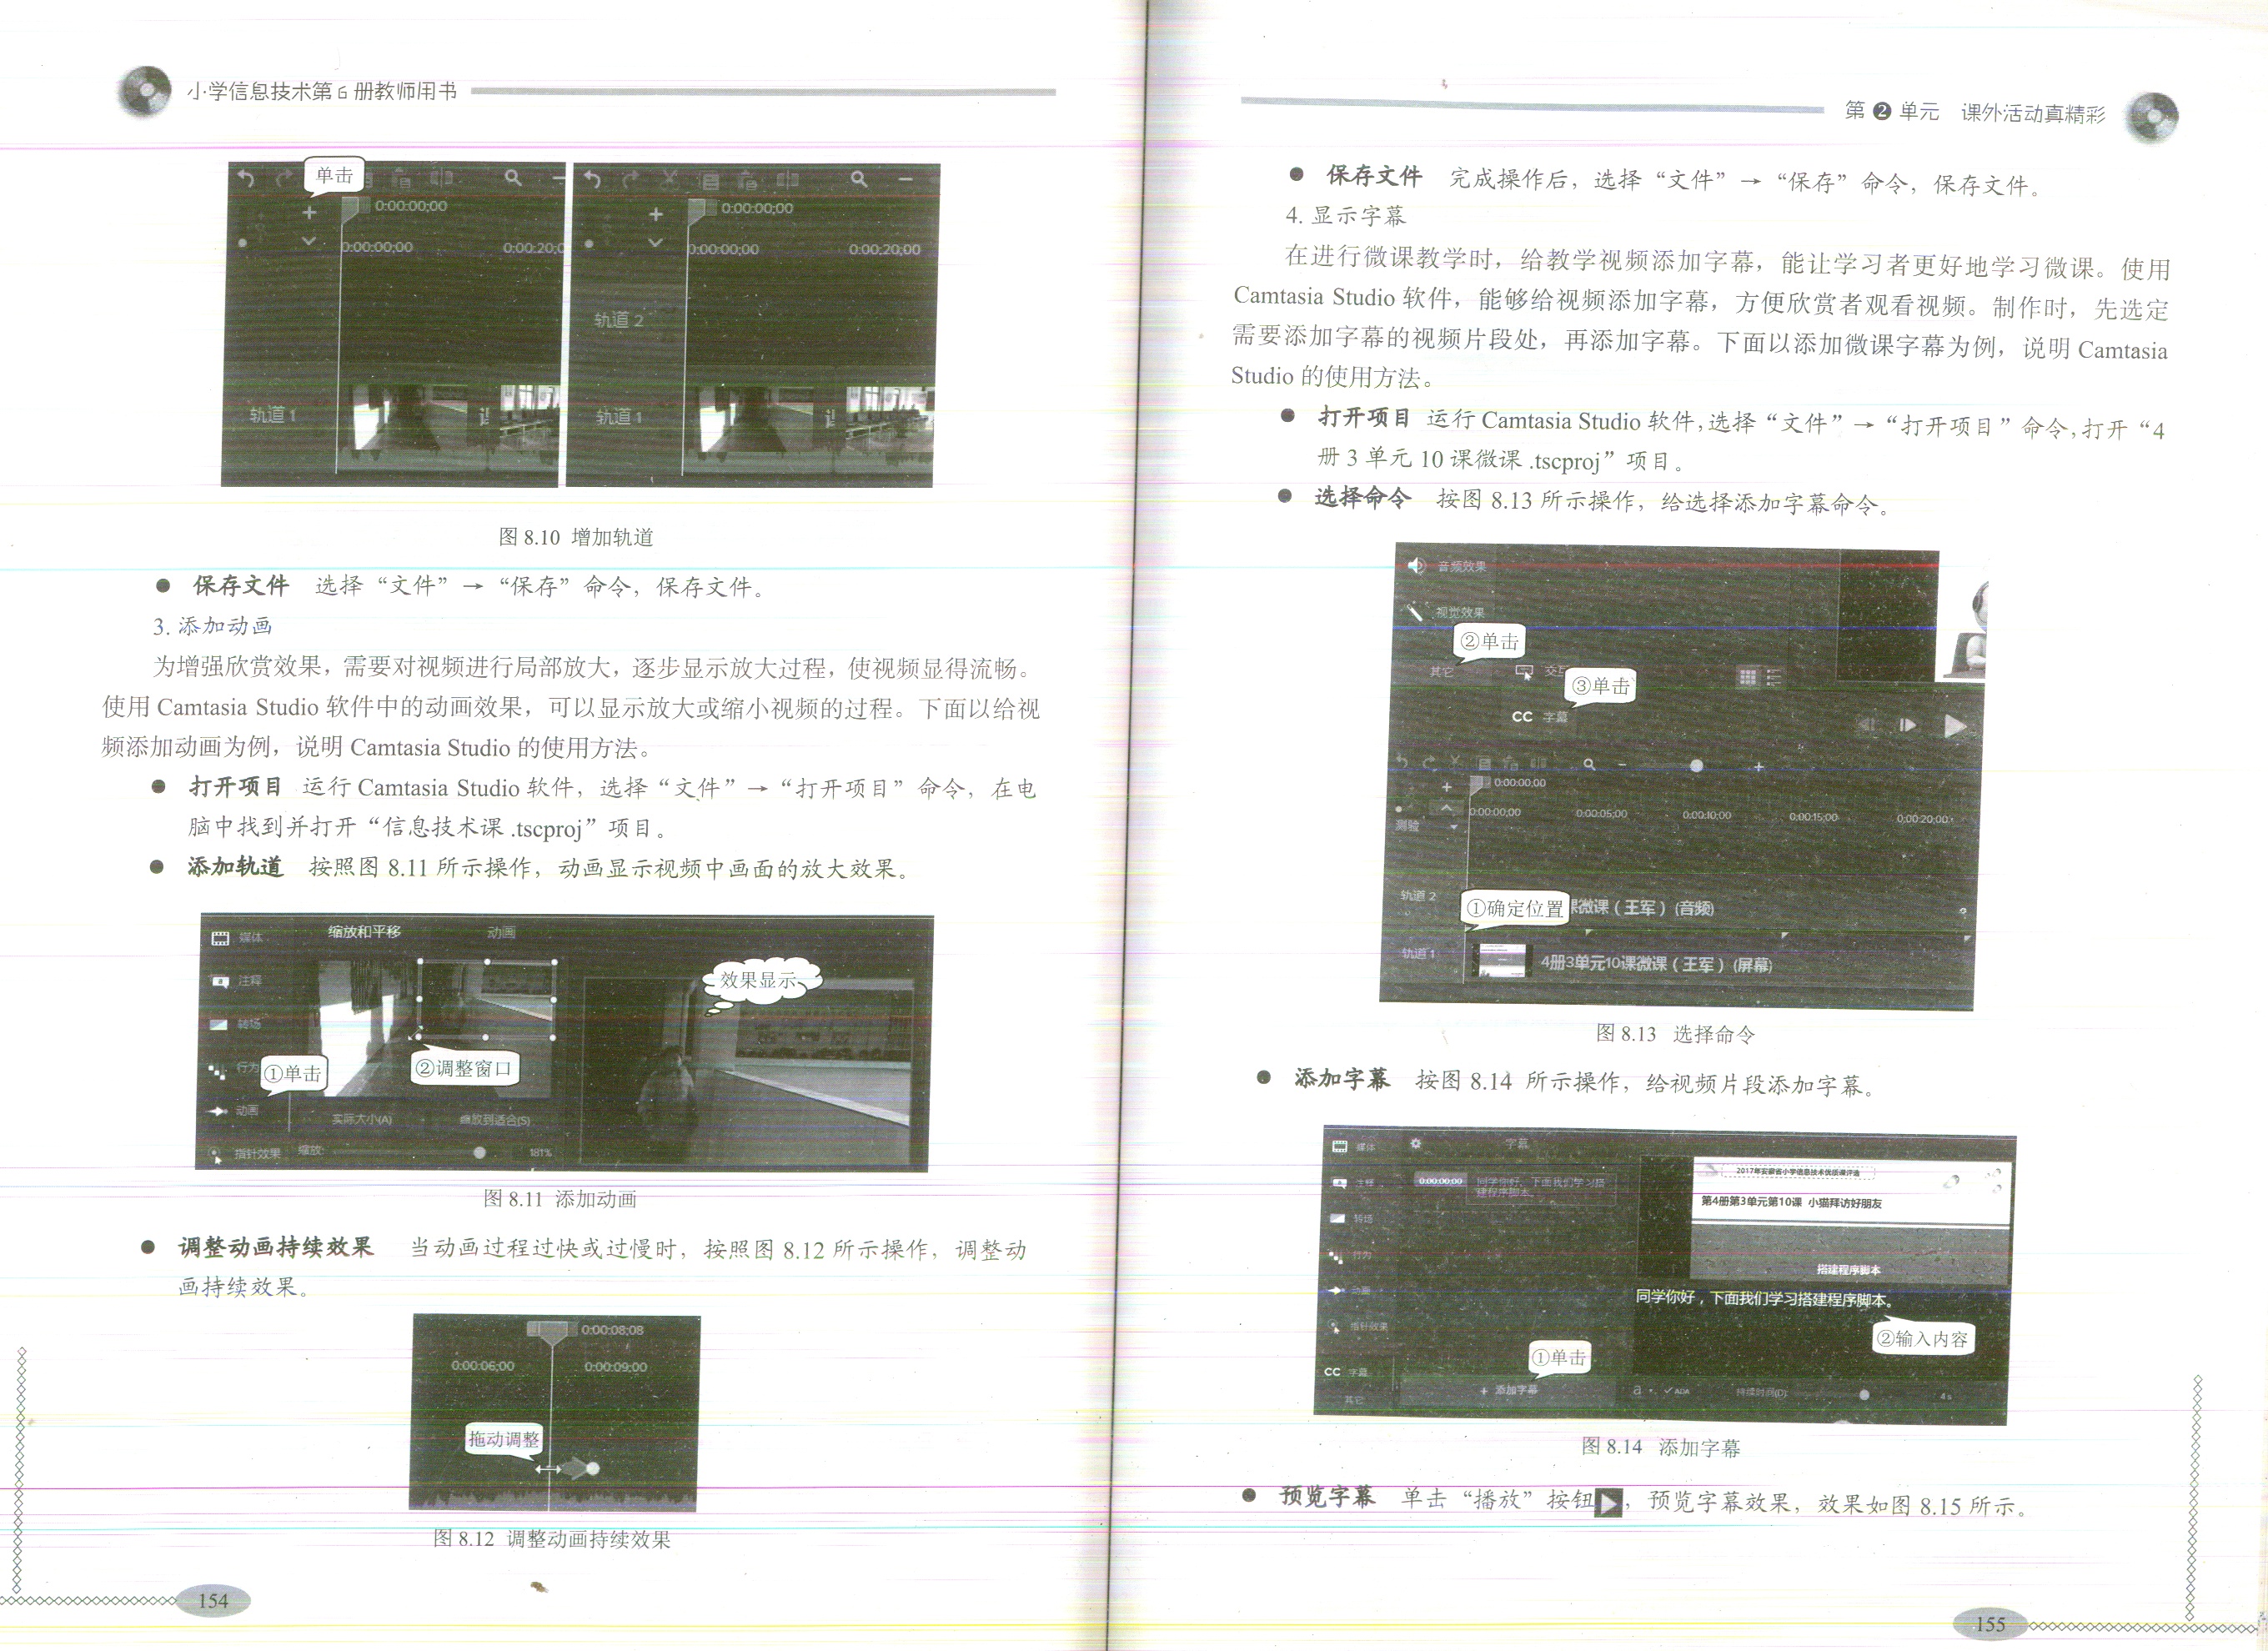 小学信息技术第6册教师用书
单击
0:00:00;00
0:00:00;00
0:00:20;0
轨道1
0:00:00;00
0:00:00;00
0:00:20;00
轨道2
轨道1
图 8.10 增加轨道
● 保存文件 选择“文件”→“保存”命令，保存文件。
3. 添加动画
为增强欣赏效果，需要对视频进行局部放大，逐步显示放大过程，使视频显得流畅。
使用 Camtasia Studio 软件中的动画效果，可以显示放大或缩小视频的过程。下面以给视
频添加动画为例，说明 Camtasia Studio 的使用方法。
● 打开项目 运行 Camtasia Studio 软件，选择“文件”→“打开项目”命令，在电
脑中找到并打开“信息技术课 .tscproj”项目。
● 添加轨道 按照图 8.11 所示操作，动画显示视频中画面的放大效果。
缩放和平移 动画
媒体
注释
转场
行为
动画
指针效果
效果显示
①单击
②调整窗口
实际大小(A) 缩放到适合(S)
缩放: 181%
图 8.11 添加动画
● 调整动画持续效果 当动画过程过快或过慢时，按照图 8.12 所示操作，调整动
画持续效果。
0:00:08;08
0:00:06;00 0:00:09;00
拖动调整
图 8.12 调整动画持续效果
154
第 2 单元 课外活动真精彩
● 保存文件 完成操作后，选择“文件”→“保存”命令，保存文件。
4. 显示字幕
在进行微课教学时，给教学视频添加字幕，能让学习者更好地学习微课。使用
Camtasia Studio 软件，能够给视频添加字幕，方便欣赏者观看视频。制作时，先选定
需要添加字幕的视频片段处，再添加字幕。下面以添加微课字幕为例，说明 Camtasia
Studio 的使用方法。
● 打开项目 运行 Camtasia Studio 软件，选择“文件”→“打开项目”命令，打开“4
册 3 单元 10 课微课 .tscproj”项目。
● 选择命令 按图 8.13 所示操作，给选择添加字幕命令。
音频效果
视觉效果
②单击
其它 交互
③单击
CC 字幕
0:00:00;00
0:00:00;00 0:00:05;00 0:00:10;00 0:00:15;00 0:00:20;00
测验
轨道2
①确定位置
课微课（王军）(音频)
轨道1
4册3单元10课微课（王军）(屏幕)
图 8.13 选择命令
● 添加字幕 按图 8.14 所示操作，给视频片段添加字幕。
媒体 字幕
注释
转场
行为
动画
指针效果
CC 字幕
其它
0:00:00;00 同学你好，下面我们学习搭
建程序脚本。
2017年安徽省小学信息技术优质课评选
第4册第3单元第10课 小猫拜访好朋友
搭建程序脚本
同学你好，下面我们学习搭建程序脚本。
②输入内容
①单击
+ 添加字幕
a ADA 持续时间(D): 4s
图 8.14 添加字幕
● 预览字幕 单击“播放”按钮，预览字幕效果，效果如图 8.15 所示。
155